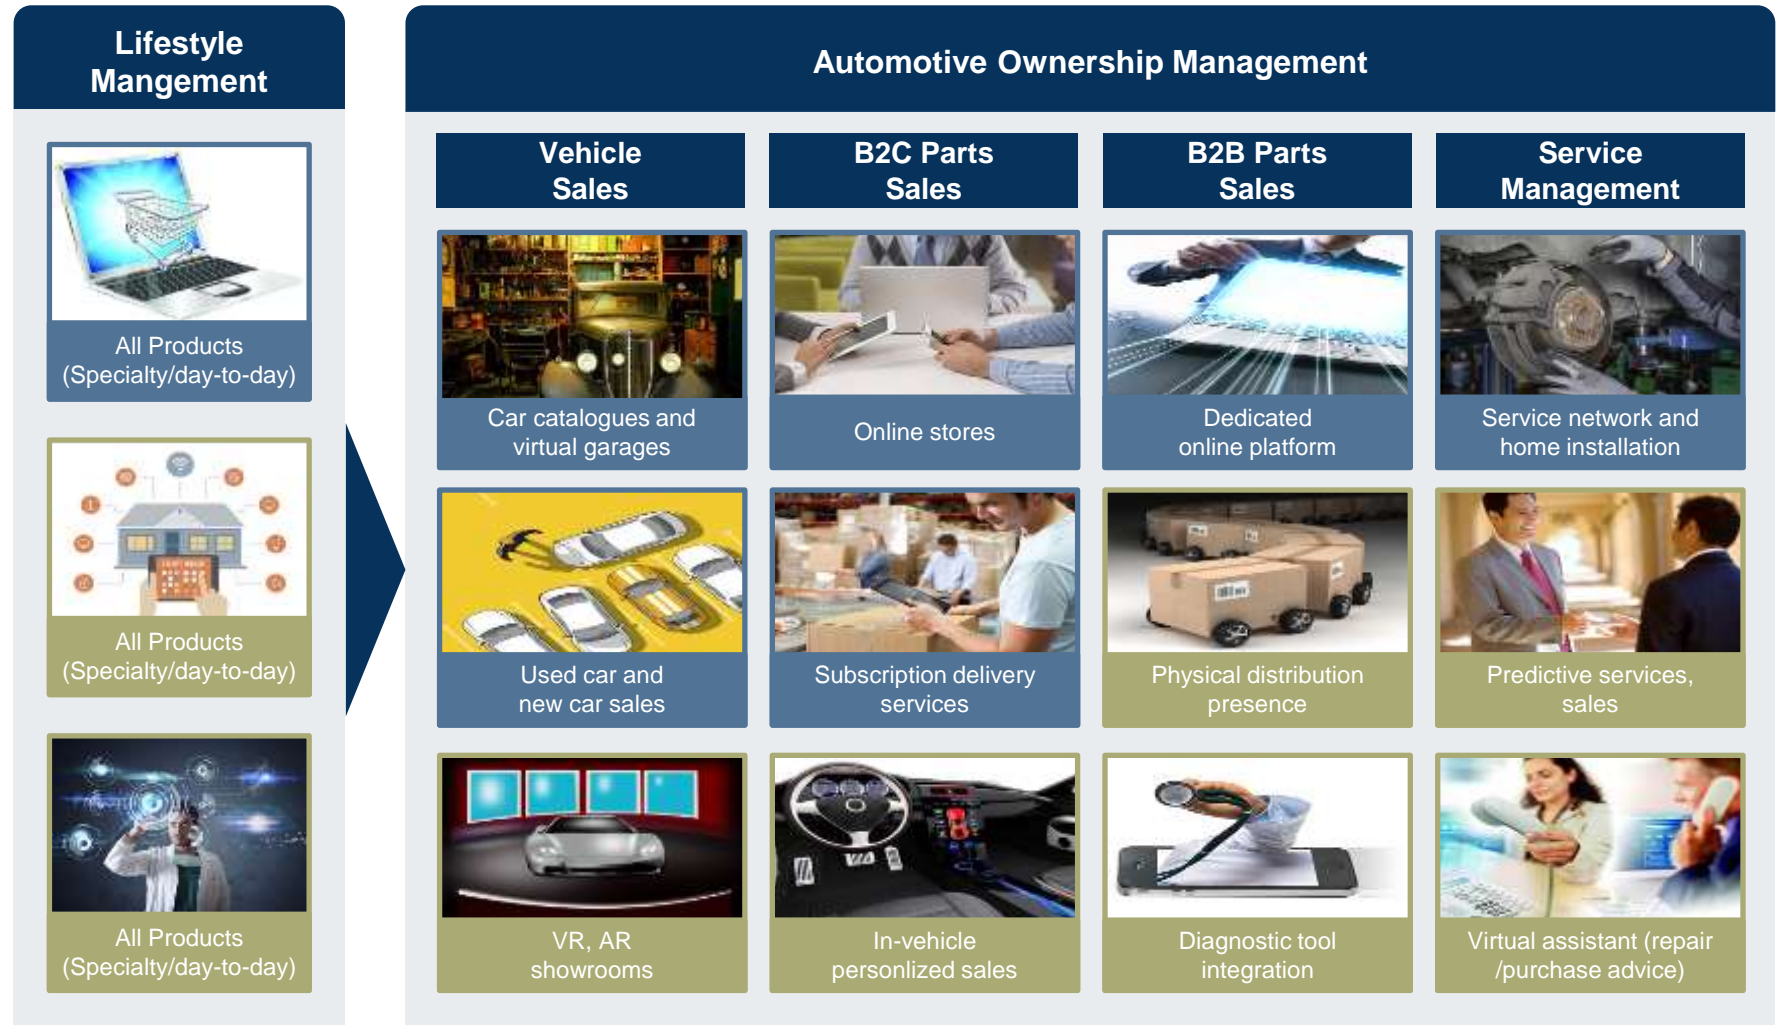 Lifestyle
Mangement
All Products
(Specialty/day-to-day)
All Products
(Specialty/day-to-day)
All Products
(Specialty/day-to-day)
Automotive Ownership Management
Vehicle
Sales
B2C Parts
Sales
B2B Parts
Sales
Service
Management
Car catalogues and
virtual garages
Online stores
Dedicated
online platform
Service network and
home installation
Used car and
new car sales
Subscription delivery
services
Physical distribution
presence
Predictive services,
sales
VR, AR
showrooms
In-vehicle
personlized sales
Diagnostic tool
integration
Virtual assistant (repair
/purchase advice)